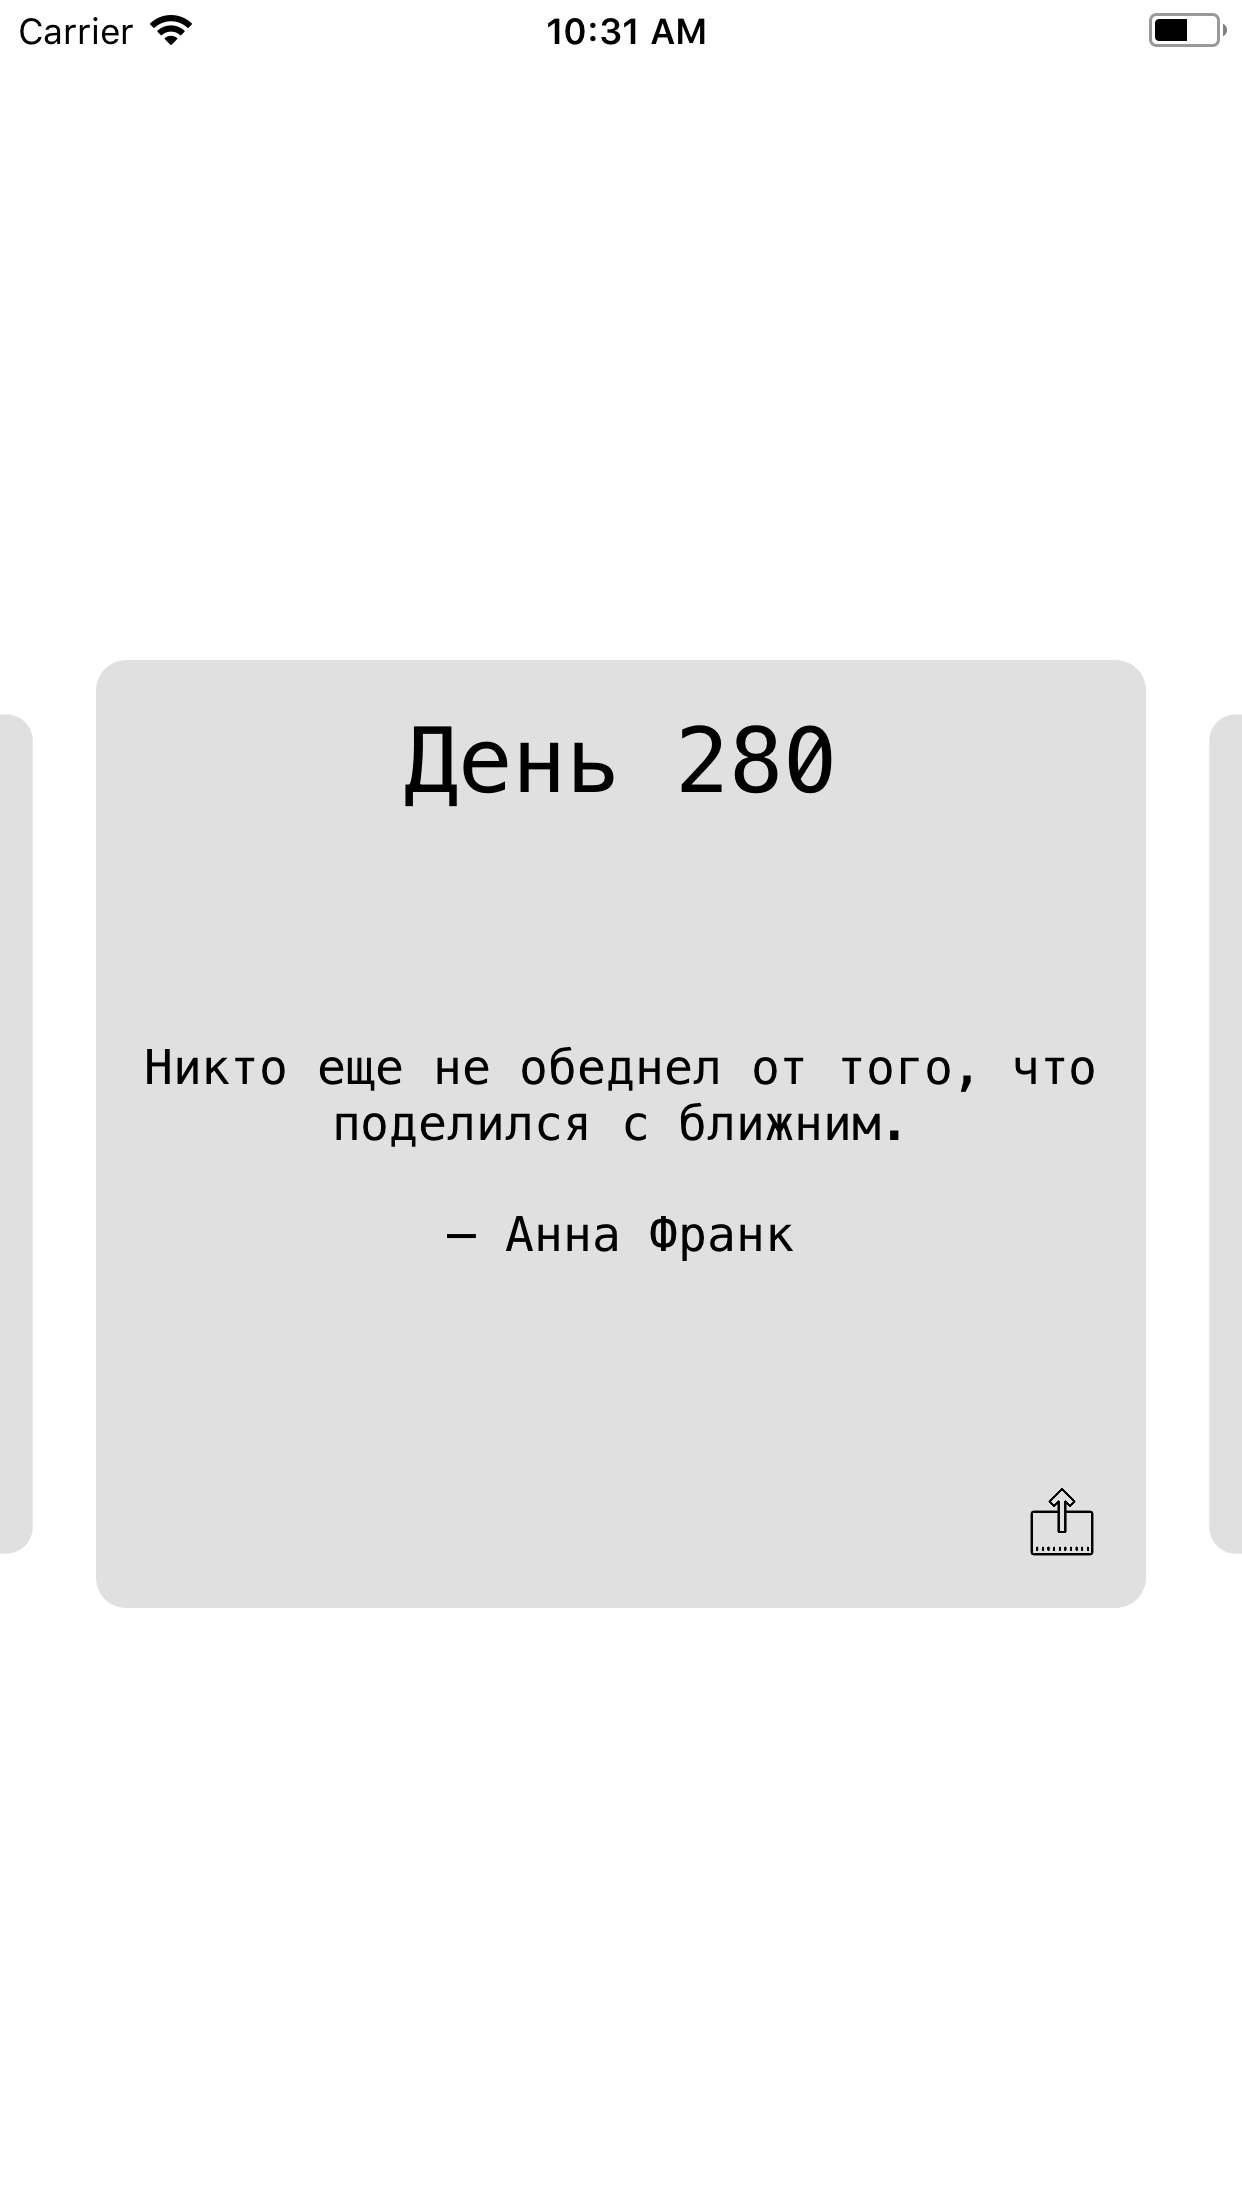 Carrier 10:31 AM
День 280
Никто еще не обеднел от того, что
поделился с ближним.
— Анна Франк